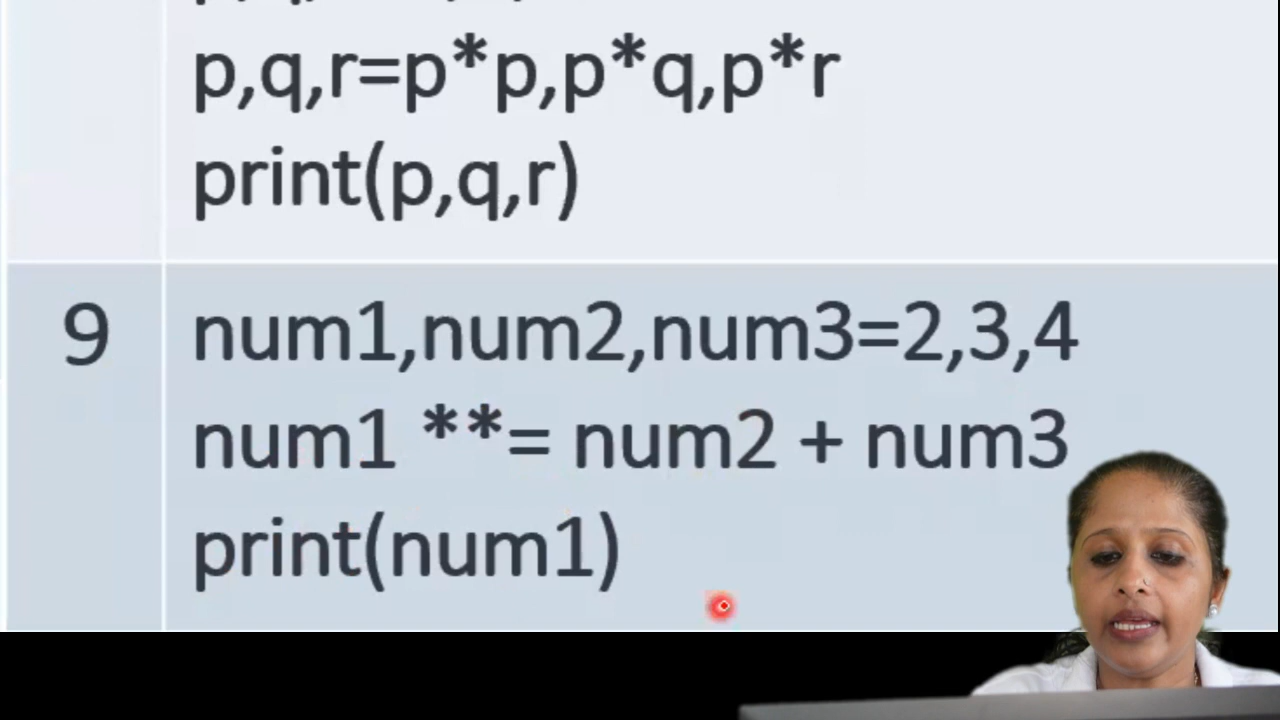 p,q,r=p*p,p*q,p*r
print(p,q,r)
9
num1,num2,num3=2,3,4
num1 **= num2 + num3
print(num1)